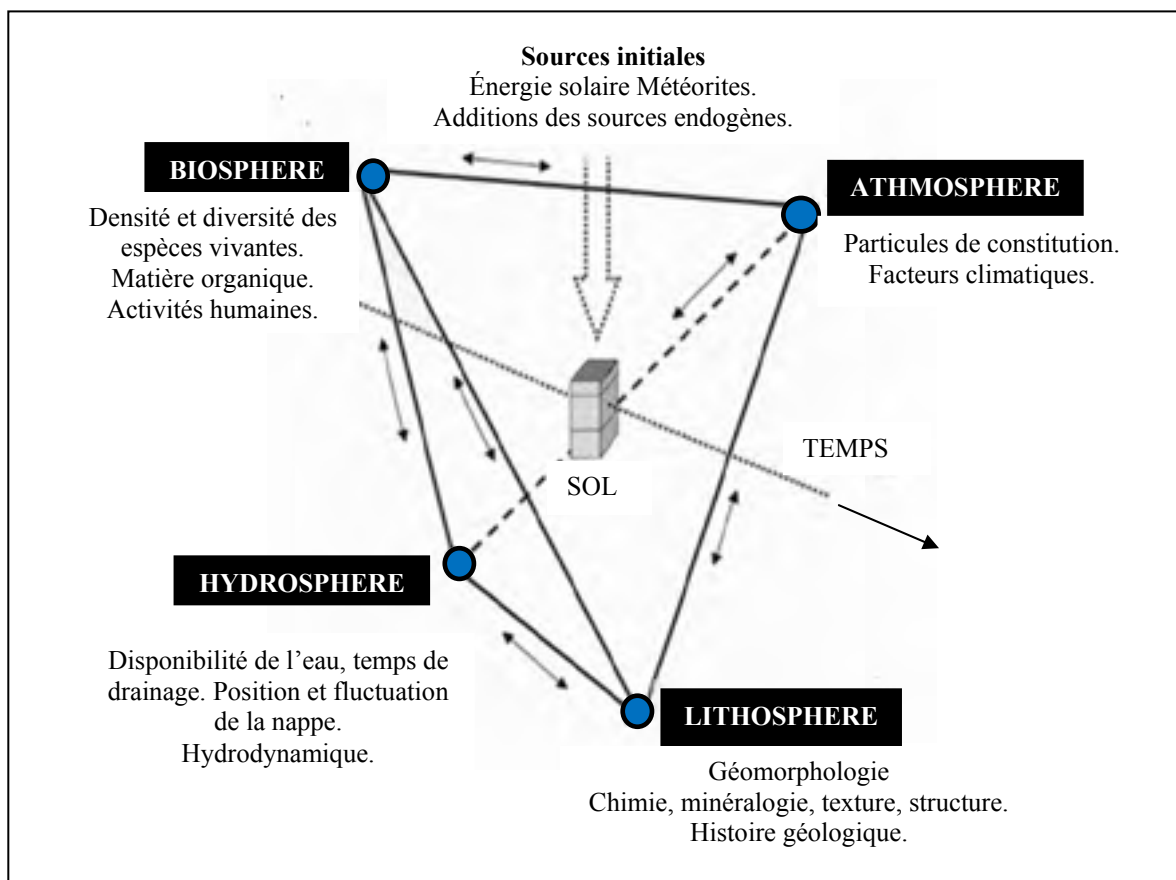 Sources initiales
Énergie solaire Météorites.
Additions des sources endogènes.
BIOSPHERE
Densité et diversité des
espèces vivantes.
Matière organique.
Activités humaines.
ATHMOSPHERE
Particules de constitution.
Facteurs climatiques.
TEMPS
SOL
HYDROSPHERE
Disponibilité de l’eau, temps de
drainage. Position et fluctuation
de la nappe.
Hydrodynamique.
LITHOSPHERE
Géomorphologie
Chimie, minéralogie, texture, structure.
Histoire géologique.